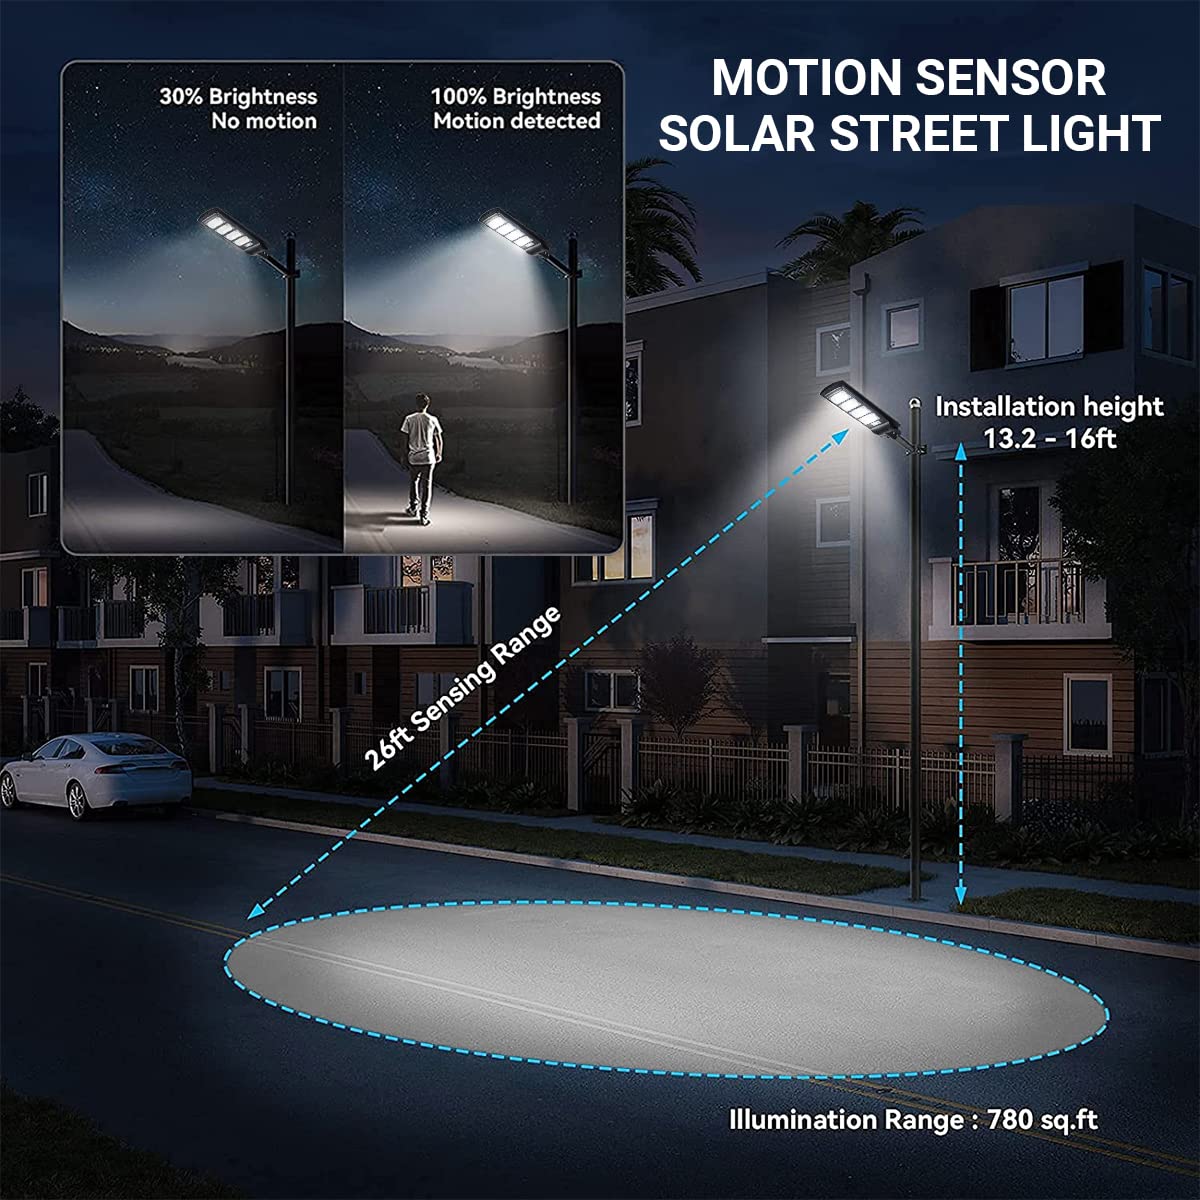 MOTION SENSOR
SOLAR STREET LIGHT
30% Brightness
No motion
100% Brightness
Motion detected
Installation height
13.2 - 16ft
26ft Sensing Range
Illumination Range : 780 sq.ft